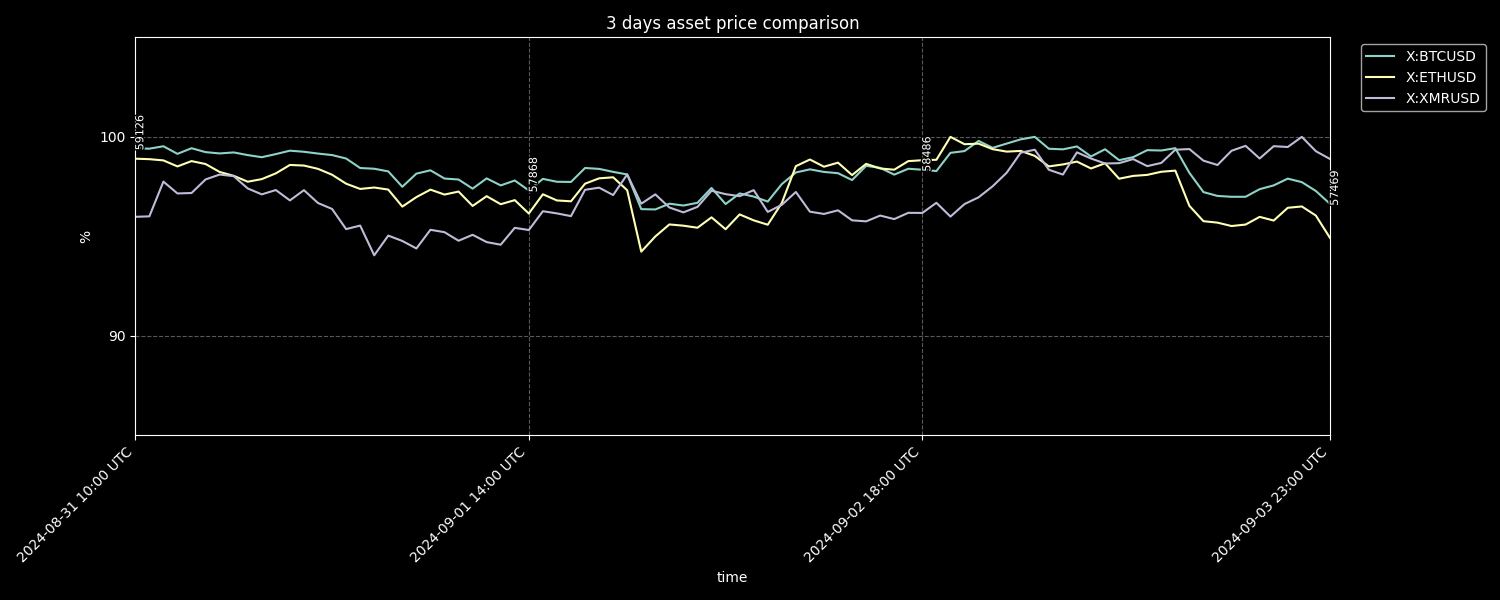 3 days asset price comparison
X:BTCUSD
X:ETHUSD
X:XMRUSD
%
100
90
59126
57868
58486
57469
2024-08-31 10:00 UTC
2024-09-01 14:00 UTC
2024-09-02 18:00 UTC
2024-09-03 23:00 UTC
time